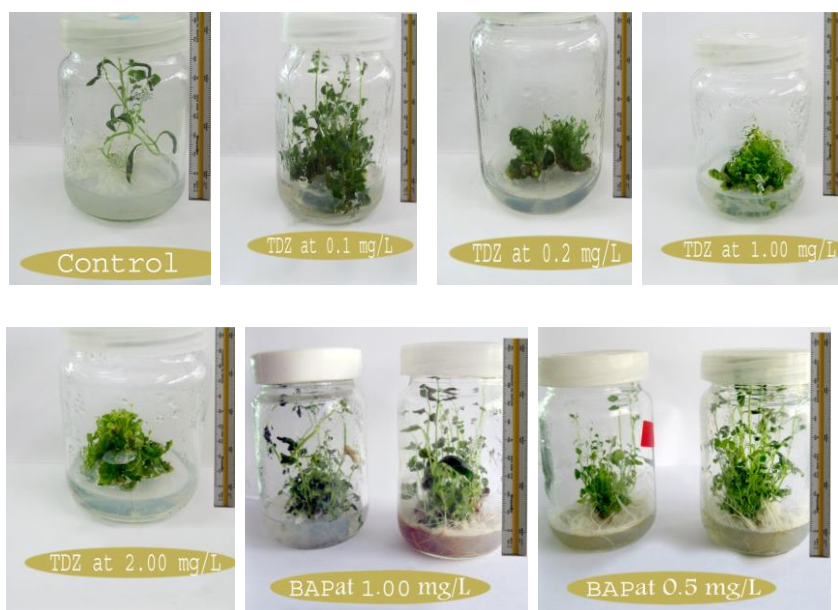 Control
TDZ at 0.1 mg/L
TDZ at 0.2 mg/L
TDZ at 1.00 mg/L
TDZ at 2.00 mg/L
BAPat 1.00 mg/L
BAPat 0.5 mg/L